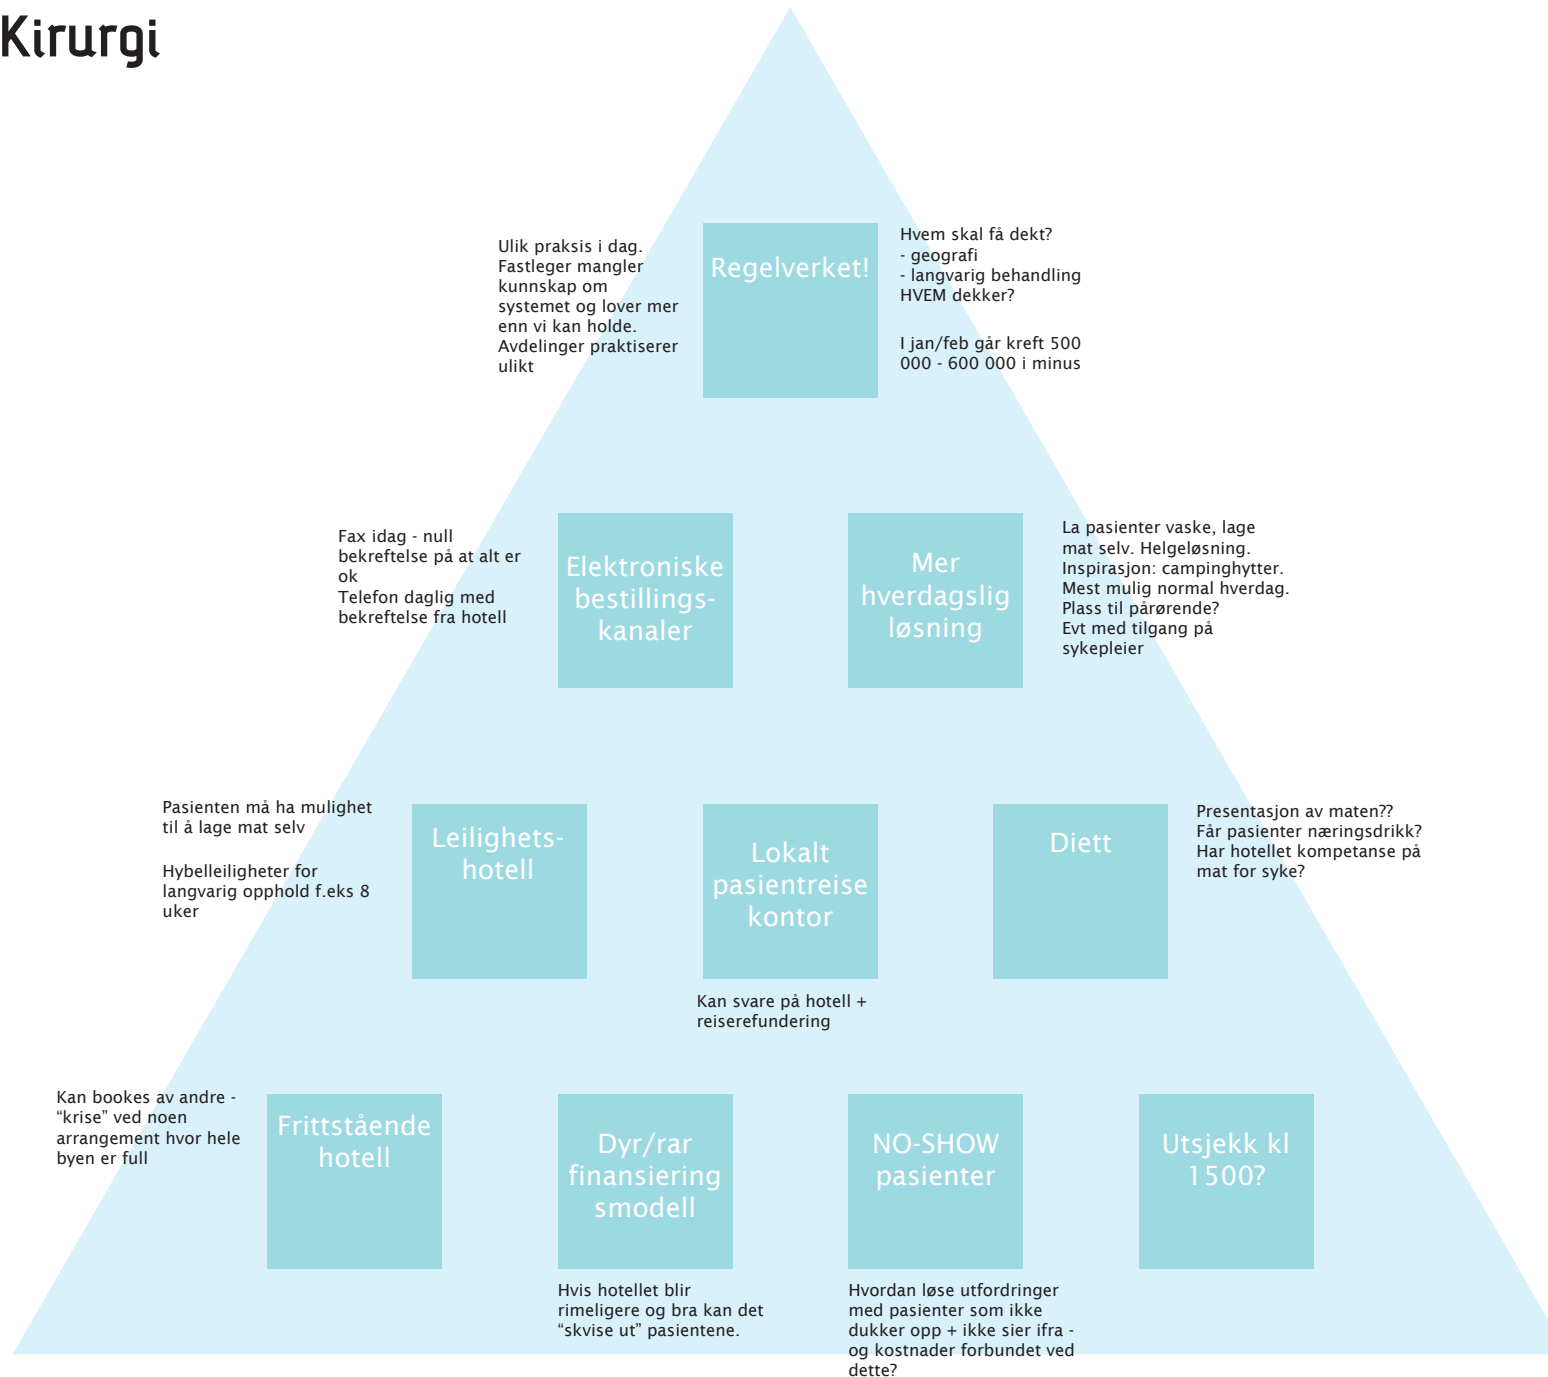 Kirurgi
Ulik praksis i dag.
Fastleger mangler
kunnskap om
systemet og lover mer
enn vi kan holde.
Avdelinger praktiserer
ulikt
Regelverket!
Hvem skal få dekt?
- geografi
- langvarig behandling
HVEM dekker?
I jan/feb går kreft 500
000 - 600 000 i minus
Fax idag - null
bekreftelse på at alt er
ok
Telefon daglig med
bekreftelse fra hotell
Elektroniske
bestillings-
kanaler
Mer
hverdagslig
løsning
La pasienter vaske, lage
mat selv. Helgeløsning.
Inspirasjon: campinghytter.
Mest mulig normal hverdag.
Plass til pårørende?
Evt med tilgang på
sykepleier
Pasienten må ha mulighet
til å lage mat selv
Hybelleiligheter for
langvarig opphold f.eks 8
uker
Leilighets-
hotell
Lokalt
pasientreise
kontor
Kan svare på hotell +
reiserefundering
Diett
Presentasjon av maten??
Får pasienter næringsdrikk?
Har hotellet kompetanse på
mat for syke?
Kan bookes av andre -
“krise” ved noen
arrangement hvor hele
byen er full
Frittstående
hotell
Dyr/rar
finansiering
smodell
Hvis hotellet blir
rimeligere og bra kan det
“skvise ut” pasientene.
NO-SHOW
pasienter
Hvordan løse utfordringer
med pasienter som ikke
dukker opp + ikke sier ifra -
og kostnader forbundet ved
dette?
Utsjekk kl
1500?